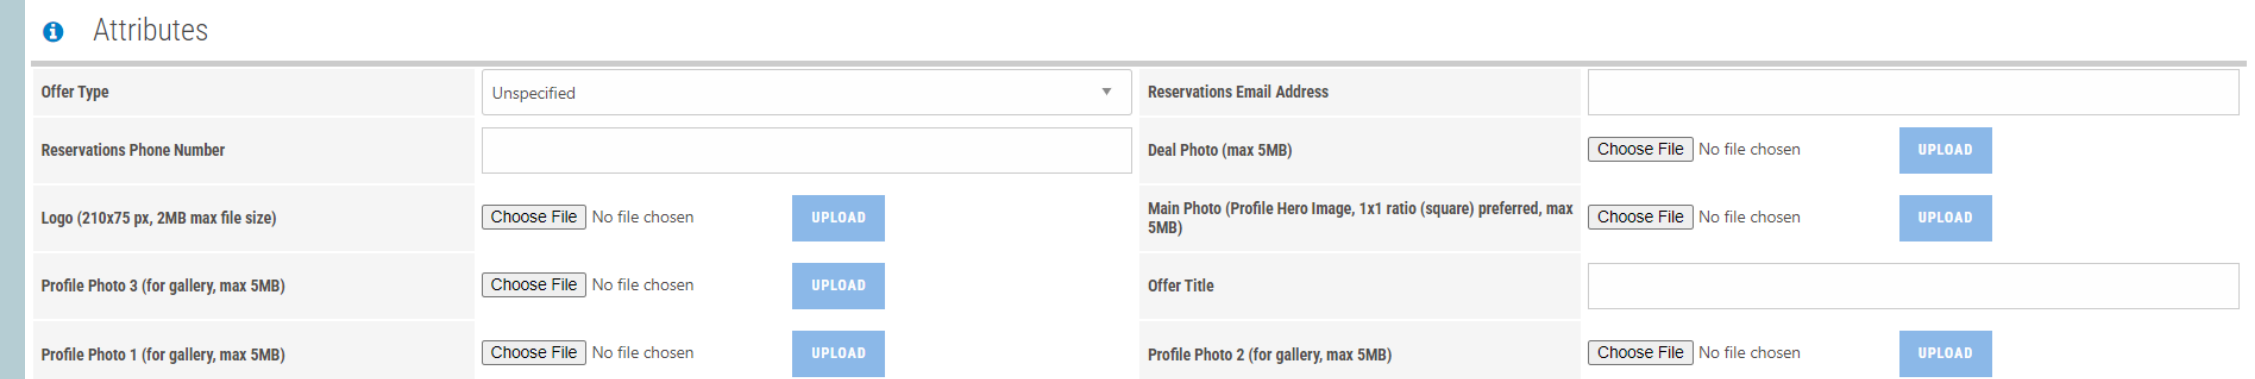 Attributes
Offer Type
Unspecified
Reservations Email Address
Reservations Phone Number
Deal Photo (max 5MB)
Choose File No file chosen
UPLOAD
Logo (210x75 px, 2MB max file size)
Choose File No file chosen
UPLOAD
Main Photo (Profile Hero Image, 1x1 ratio (square) preferred, max
5MB)
Choose File No file chosen
UPLOAD
Profile Photo 3 (for gallery, max 5MB)
Choose File No file chosen
UPLOAD
Offer Title
Profile Photo 1 (for gallery, max 5MB)
Choose File No file chosen
UPLOAD
Profile Photo 2 (for gallery, max 5MB)
Choose File No file chosen
UPLOAD